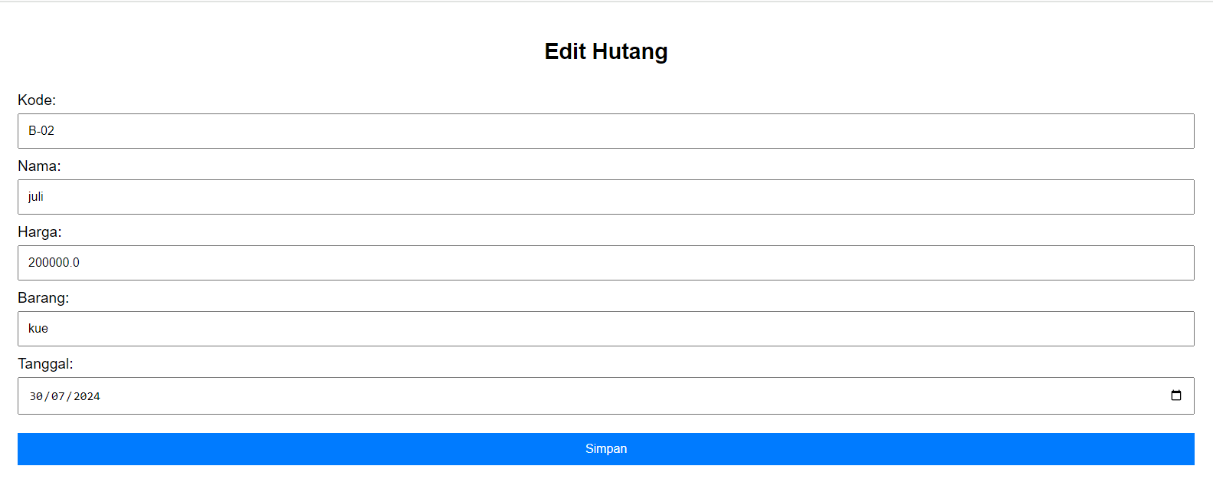 Edit Hutang
Kode:
B-02
Nama:
juli
Harga:
200000.0
Barang:
kue
Tanggal:
30/07/2024
Simpan